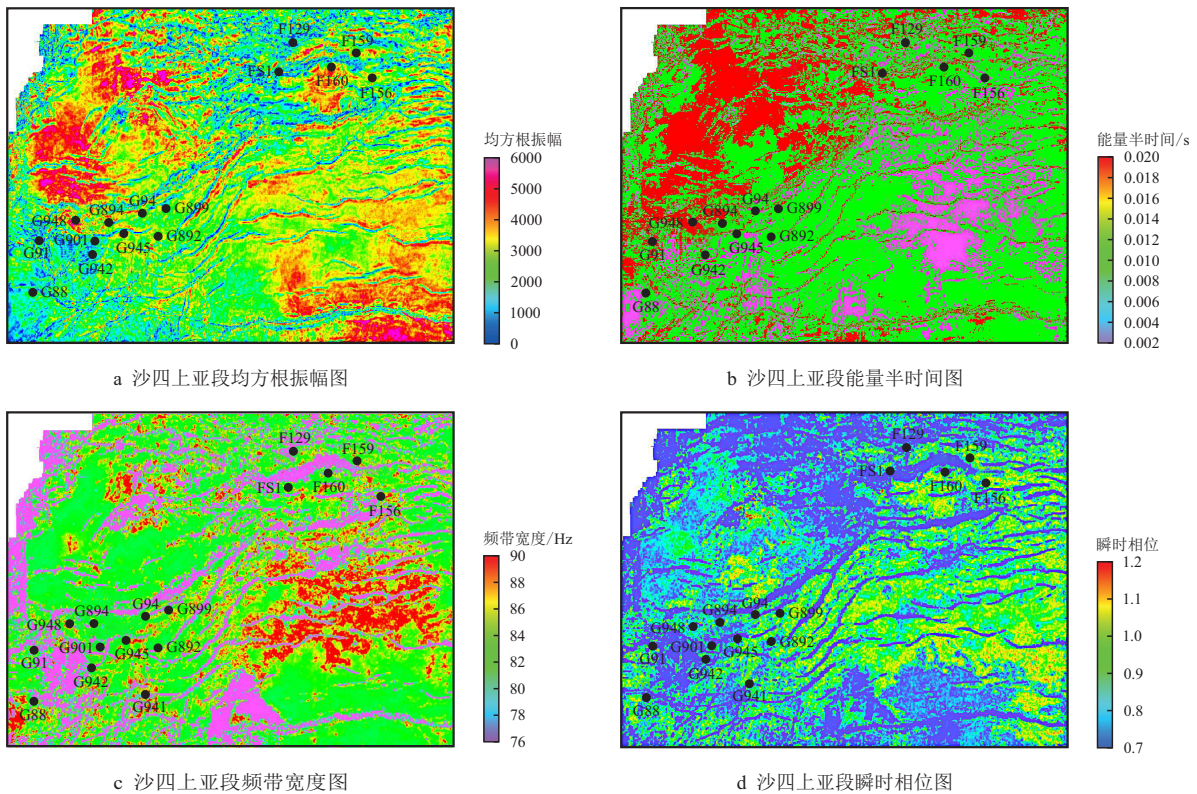 F129
F159
FS1
F160
F156
G94
G899
G894
G948
G901
G945
G892
G91
G942
G88
均方根振幅
6000
5000
4000
3000
2000
1000
0
a 沙四上亚段均方根振幅图
F129
F159
FS1
F160
F156
G94
G899
G894
G948
G945
G892
G91
G942
G88
能量半时间/s
0.020
0.018
0.016
0.014
0.012
0.010
0.008
0.006
0.004
0.002
b 沙四上亚段能量半时间图
F129
F159
FS1
F160
F156
G94
G899
G894
G948
G901
G945
G892
G91
G942
G941
G88
频带宽度/Hz
90
88
86
84
82
80
78
76
c 沙四上亚段频带宽度图
F129
F159
FS1
F160
F156
G94
G899
G894
G948
G901
G945
G892
G91
G942
G941
G88
瞬时相位
1.2
1.1
1.0
0.9
0.8
0.7
d 沙四上亚段瞬时相位图